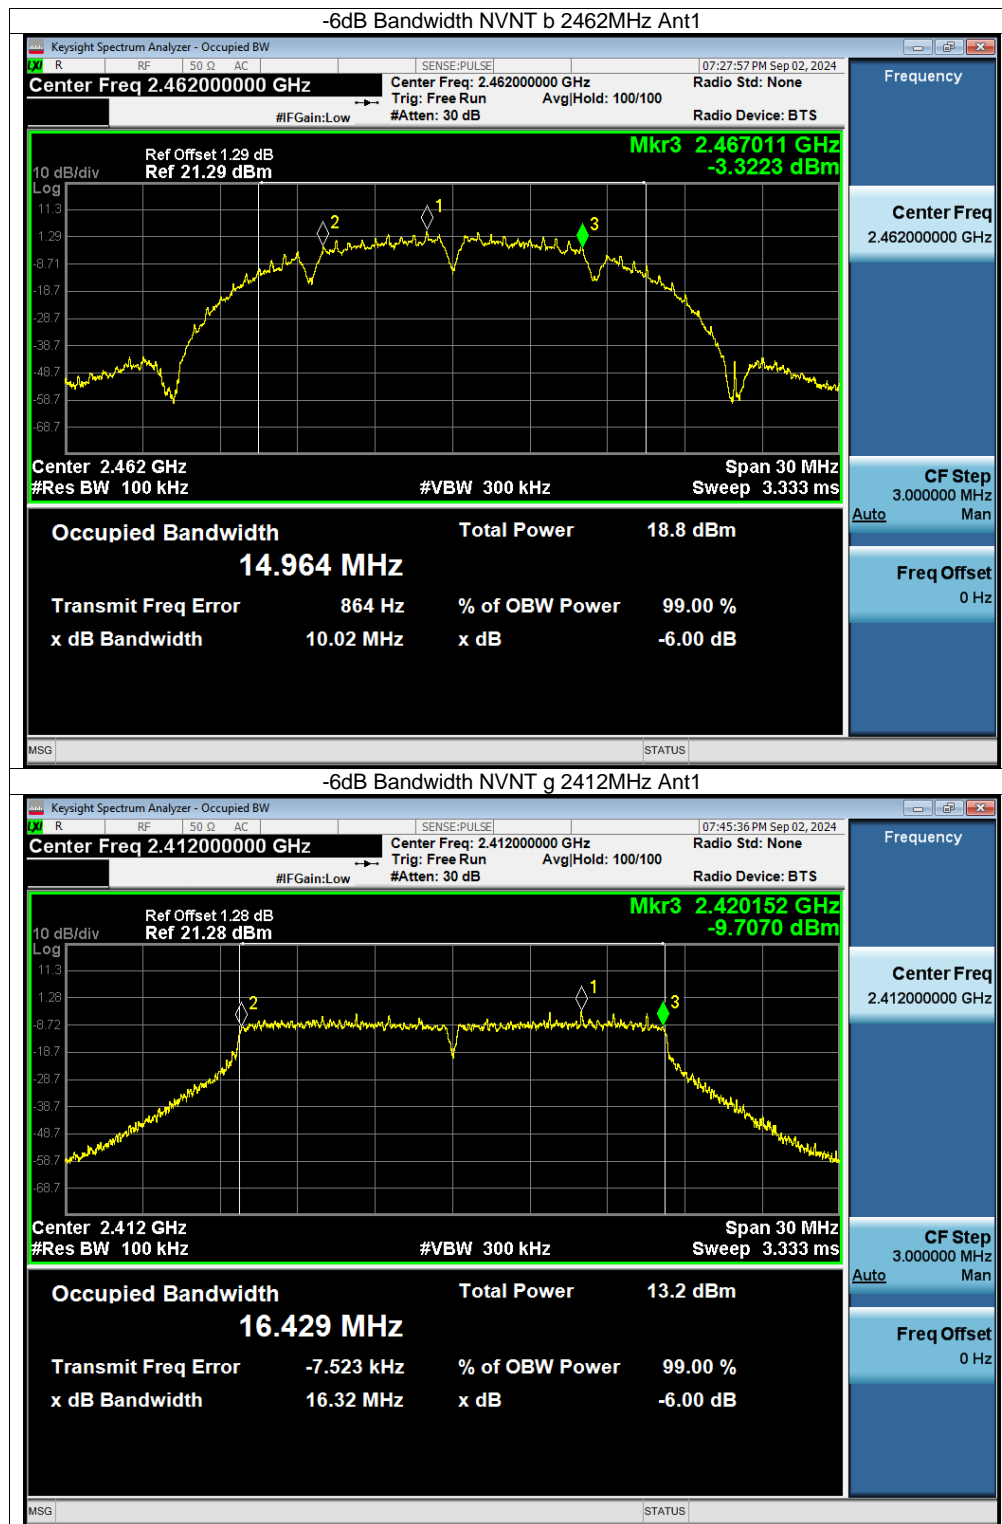 -6dB Bandwidth NVNT b 2462MHz Ant1
Keysight Spectrum Analyzer - Occupied BW
LXI R RF 50 Ω AC SENSE:PULSE 07:27:57 PM Sep 02, 2024
Center Freq 2.462000000 GHz
Center Freq: 2.462000000 GHz
Radio Std: None
Trig: Free Run Avg|Hold: 100/100
#IFGain:Low #Atten: 30 dB Radio Device: BTS
Frequency
Mkr3 2.467011 GHz
-3.3223 dBm
Ref Offset 1.29 dB
10 dB/div Ref 21.29 dBm
Log
11.3
1.29
-8.71
-18.7
-28.7
-38.7
-48.7
-58.7
-68.7
2
1
3
Center 2.462 GHz Span 30 MHz
#Res BW 100 kHz #VBW 300 kHz Sweep 3.333 ms
Center Freq
2.462000000 GHz
CF Step
3.000000 MHz
Auto Man
Freq Offset
0 Hz
Occupied Bandwidth Total Power 18.8 dBm
14.964 MHz
Transmit Freq Error 864 Hz % of OBW Power 99.00 %
x dB Bandwidth 10.02 MHz x dB -6.00 dB
MSG STATUS
-6dB Bandwidth NVNT g 2412MHz Ant1
Keysight Spectrum Analyzer - Occupied BW
LXI R RF 50 Ω AC SENSE:PULSE 07:45:36 PM Sep 02, 2024
Center Freq 2.412000000 GHz
Center Freq: 2.412000000 GHz
Radio Std: None
Trig: Free Run Avg|Hold: 100/100
#IFGain:Low #Atten: 30 dB Radio Device: BTS
Frequency
Mkr3 2.420152 GHz
-9.7070 dBm
Ref Offset 1.28 dB
10 dB/div Ref 21.28 dBm
Log
11.3
1.28
-8.72
-18.7
-28.7
-38.7
-48.7
-58.7
-68.7
2
1
3
Center 2.412 GHz Span 30 MHz
#Res BW 100 kHz #VBW 300 kHz Sweep 3.333 ms
Center Freq
2.412000000 GHz
CF Step
3.000000 MHz
Auto Man
Freq Offset
0 Hz
Occupied Bandwidth Total Power 13.2 dBm
16.429 MHz
Transmit Freq Error -7.523 kHz % of OBW Power 99.00 %
x dB Bandwidth 16.32 MHz x dB -6.00 dB
MSG STATUS